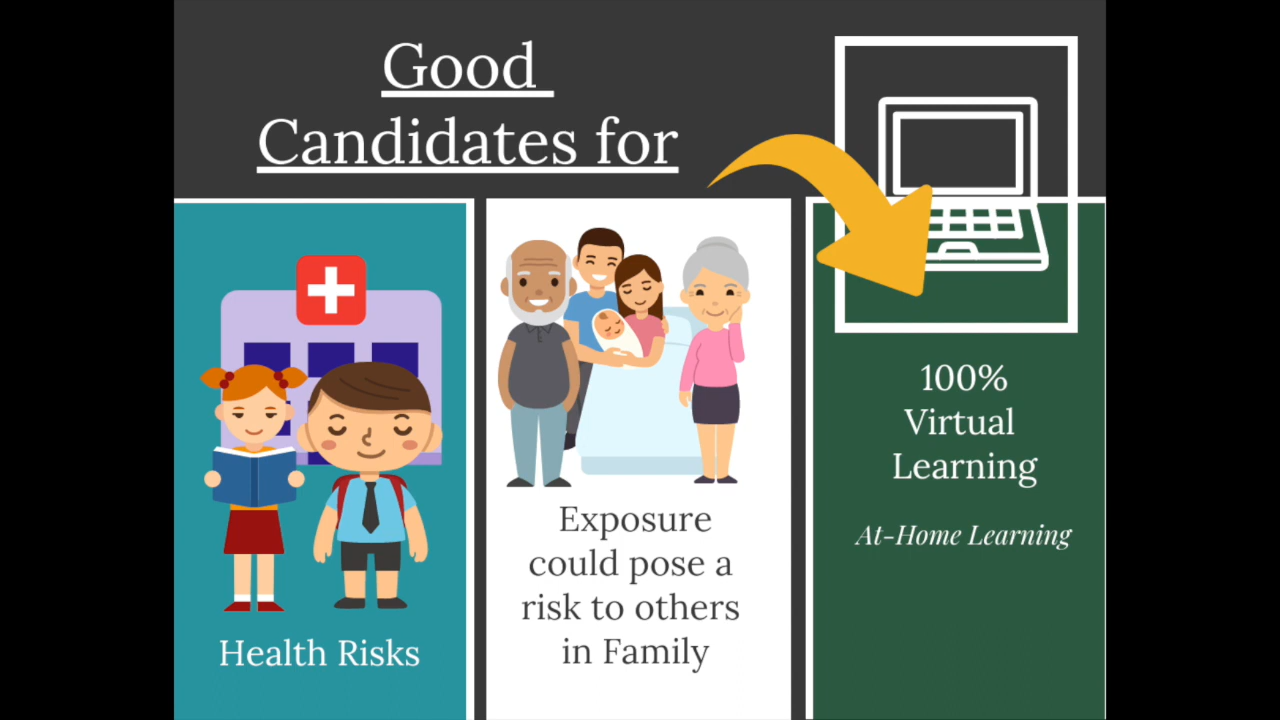 Good
Candidates for
Health Risks
Exposure
could pose a
risk to others
in Family
100%
Virtual
Learning
At-Home Learning